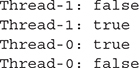 Thread-1: false
Thread-1: true
Thread-0: true
Thread-0: false